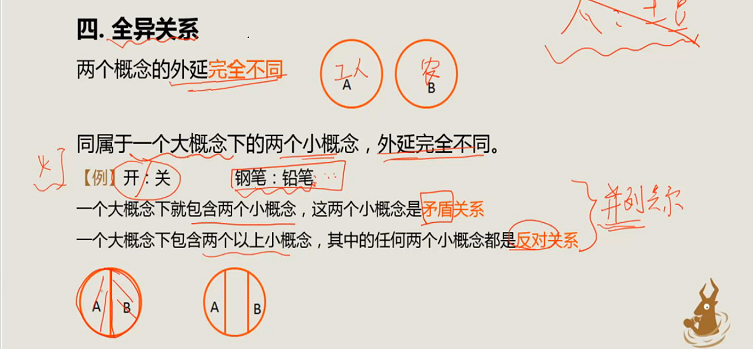 四. 全异关系
两个概念的外延完全不同
工人 农
A B
同属于一个大概念下的两个小概念，外延完全不同。
【例】开：关 钢笔：铅笔…
一个大概念下就包含两个小概念，这两个小概念是矛盾关系
一个大概念下包含两个以上小概念，其中的任何两个小概念都是反对关系
并列关系
A B A B